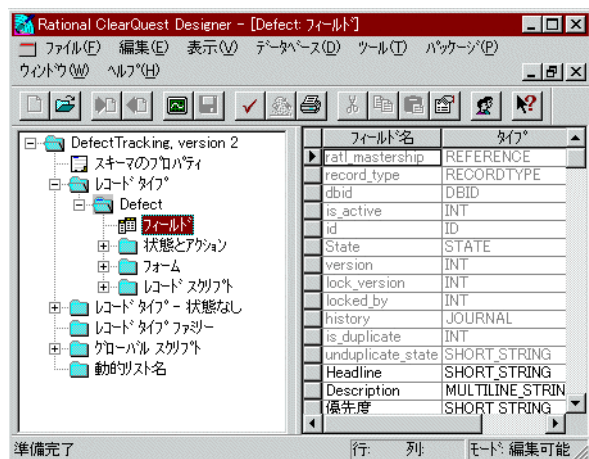 Rational ClearQuest Designer - [Defect: フィールド]
ファイル(F) 編集(E) 表示(V) データベース(D) ツール(T) パッケージ(P)
ウィンドウ(W) ヘルプ(H)
DefectTracking, version 2
スキーマのプロパティ
レコード タイプ
Defect
フィールド
状態とアクション
フォーム
レコード スクリプト
レコード タイプ - 状態なし
レコード タイプ ファミリー
グローバル スクリプト
動的リスト名
フィールド名 タイプ
ratl_mastership REFERENCE
record_type RECORDTYPE
dbid DBID
is_active INT
id ID
State STATE
version INT
lock_version INT
locked_by INT
history JOURNAL
is_duplicate INT
unduplicate_state SHORT_STRING
Headline SHORT_STRING
Description MULTILINE_STRIN
優先度 SHORT_STRING
準備完了 行: 列: モード: 編集可能